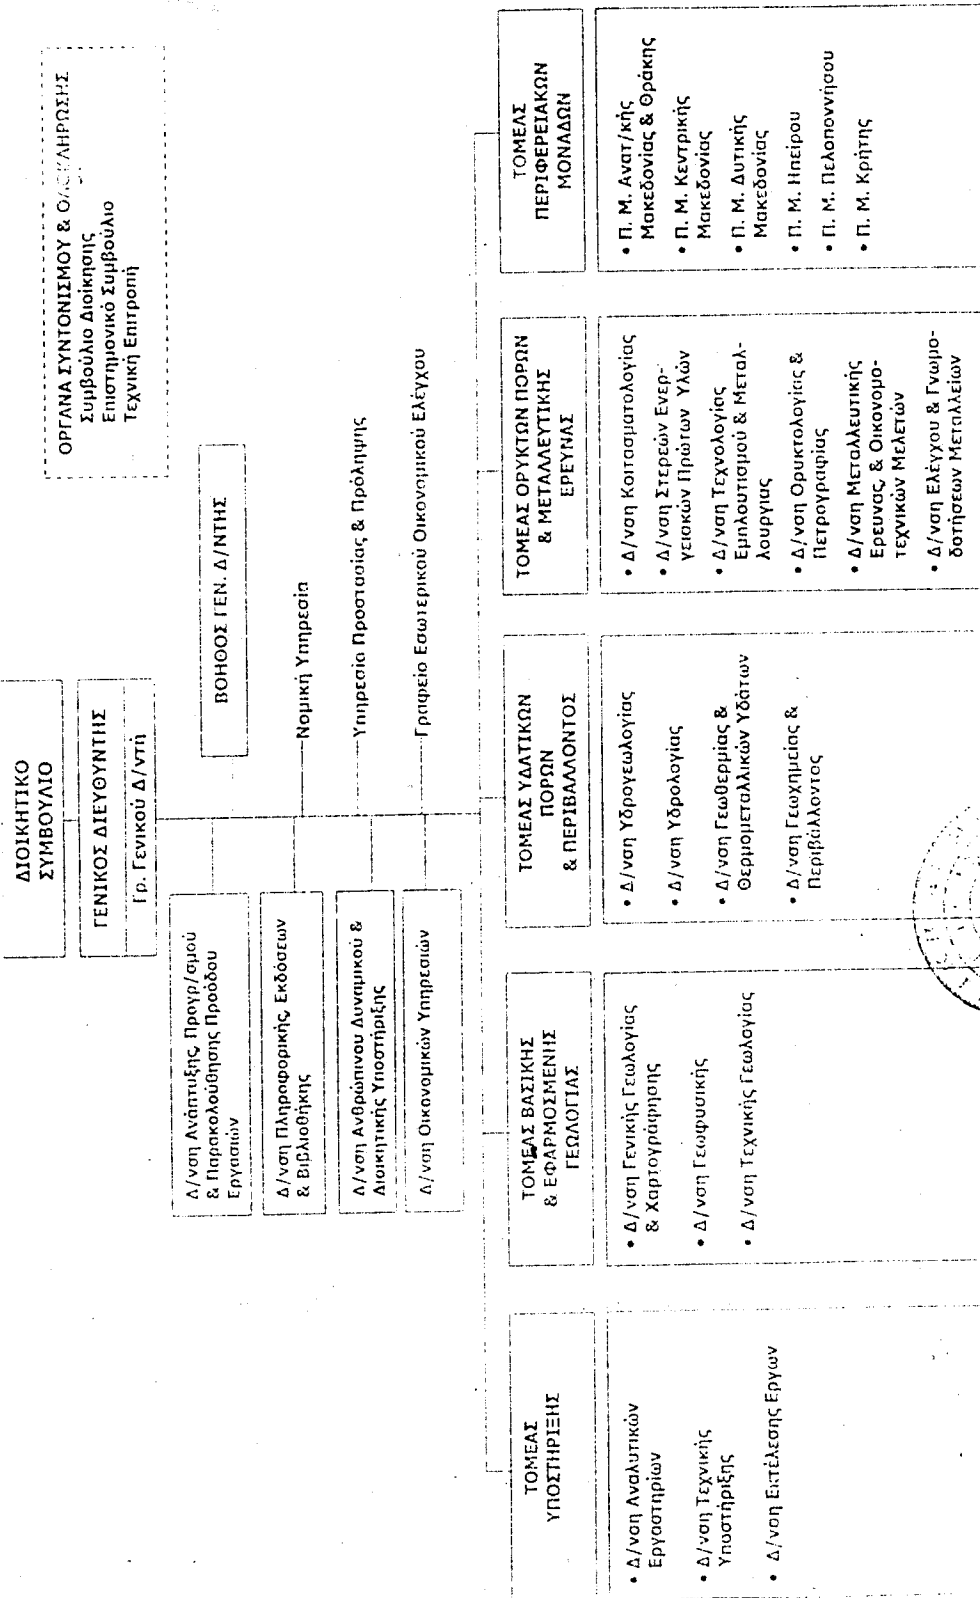 ΔΙΟΙΚΗΤΙΚΟ
ΣΥΜΒΟΥΛΙΟ
ΓΕΝΙΚΟΣ ΔΙΕΥΘΥΝΤΗΣ
Γρ. Γενικού Δ/ντή
ΟΡΓΑΝΑ ΣΥΝΤΟΝΙΣΜΟΥ & ΟΛΟΚΛΗΡΩΣΗΣ
Συμβούλιο Διοίκησης
Επιστημονικό Συμβούλιο
Τεχνική Επιτροπή
ΒΟΗΘΟΣ ΓΕΝ. Δ/ΝΤΗΣ
Δ/νση Ανάπτυξης, Προγρ/σμού
& Παρακολούθησης Προόδου
Εργασιών
Δ/νση Πληροφορικής, Εκδόσεων
& Βιβλιοθήκης
Δ/νση Ανθρώπινου Δυναμικού &
Διοικητικής Υποστήριξης
Δ/νση Οικονομικών Υπηρεσιών
Νομική Υπηρεσία
Υπηρεσία Προστασίας & Πρόληψης
Γραφείο Εσωτερικού Οικονομικού Ελέγχου
ΤΟΜΕΑΣ
ΥΠΟΣΤΗΡΙΞΗΣ
• Δ/νση Αναλυτικών
Εργαστηρίων
• Δ/νση Τεχνικής
Υποστήριξης
• Δ/νση Εκτέλεσης Εργων
ΤΟΜΕΑΣ ΒΑΣΙΚΗΣ
& ΕΦΑΡΜΟΣΜΕΝΗΣ
ΓΕΩΛΟΓΙΑΣ
• Δ/νση Γενικής Γεωλογίας
& Χαρτογράφησης
• Δ/νση Γεωφυσικής
• Δ/νση Τεχνικής Γεωλογίας
ΤΟΜΕΑΣ ΥΔΑΤΙΚΩΝ
ΠΟΡΩΝ
& ΠΕΡΙΒΑΛΛΟΝΤΟΣ
• Δ/νση Υδρογεωλογίας
• Δ/νση Υδρολογίας
• Δ/νση Γεωθερμίας &
Θερμομεταλλικών Υδάτων
• Δ/νση Γεωχημείας &
Περιβάλλοντος
ΤΟΜΕΑΣ ΟΡΥΚΤΩΝ ΠΟΡΩΝ
& ΜΕΤΑΛΛΕΥΤΙΚΗΣ
ΕΡΕΥΝΑΣ
• Δ/νση Κοιτασματολογίας
• Δ/νση Στερεών Ενερ-
γειακών Πρώτων Υλών
• Δ/νση Τεχνολογίας
Εμπλουτισμού & Μεταλ-
λουργίας
• Δ/νση Ορυκτολογίας &
Πετρογραφίας
• Δ/νση Μεταλλευτικής
Ερευνας, & Οικονομο-
τεχνικών Μελετών
• Δ/νση Ελέγχου & Γνωμο-
δοτήσεων Μεταλλείων
ΤΟΜΕΑΣ
ΠΕΡΙΦΕΡΕΙΑΚΩΝ
ΜΟΝΑΔΩΝ
• Π. Μ. Ανατ/κής
Μακεδονίας & Θράκης
• Π. Μ. Κεντρικής
Μακεδονίας
• Π. Μ. Δυτικής
Μακεδονίας
• Π. Μ. Ηπείρου
• Π. Μ. Πελοποννήσου
• Π. Μ. Κρήτης